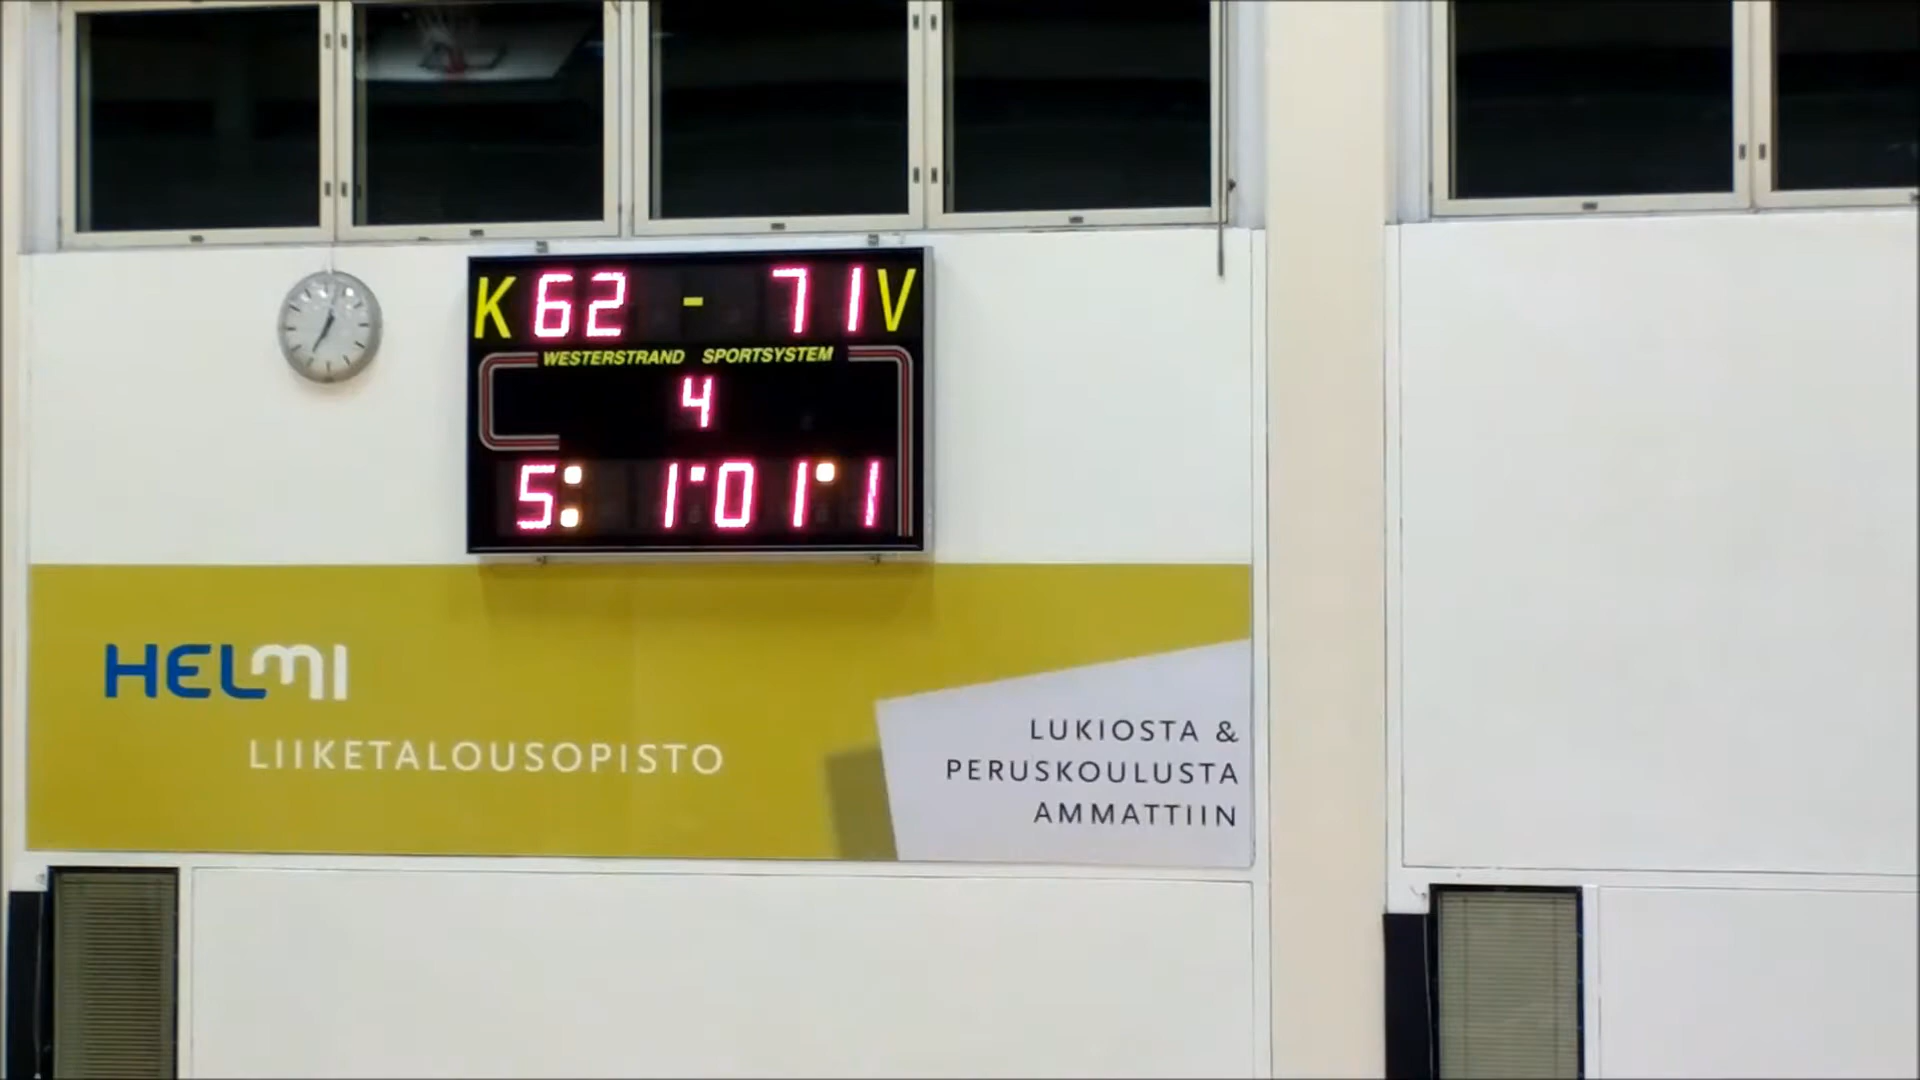 K 62 - 71 V
WESTERSTRAND SPORTSYSTEM
4
5: 1:01:1
HELMI
LIIKETALOUSOPISTO
LUKIOSTA &
PERUSKOULUSTA
AMMATTIIN